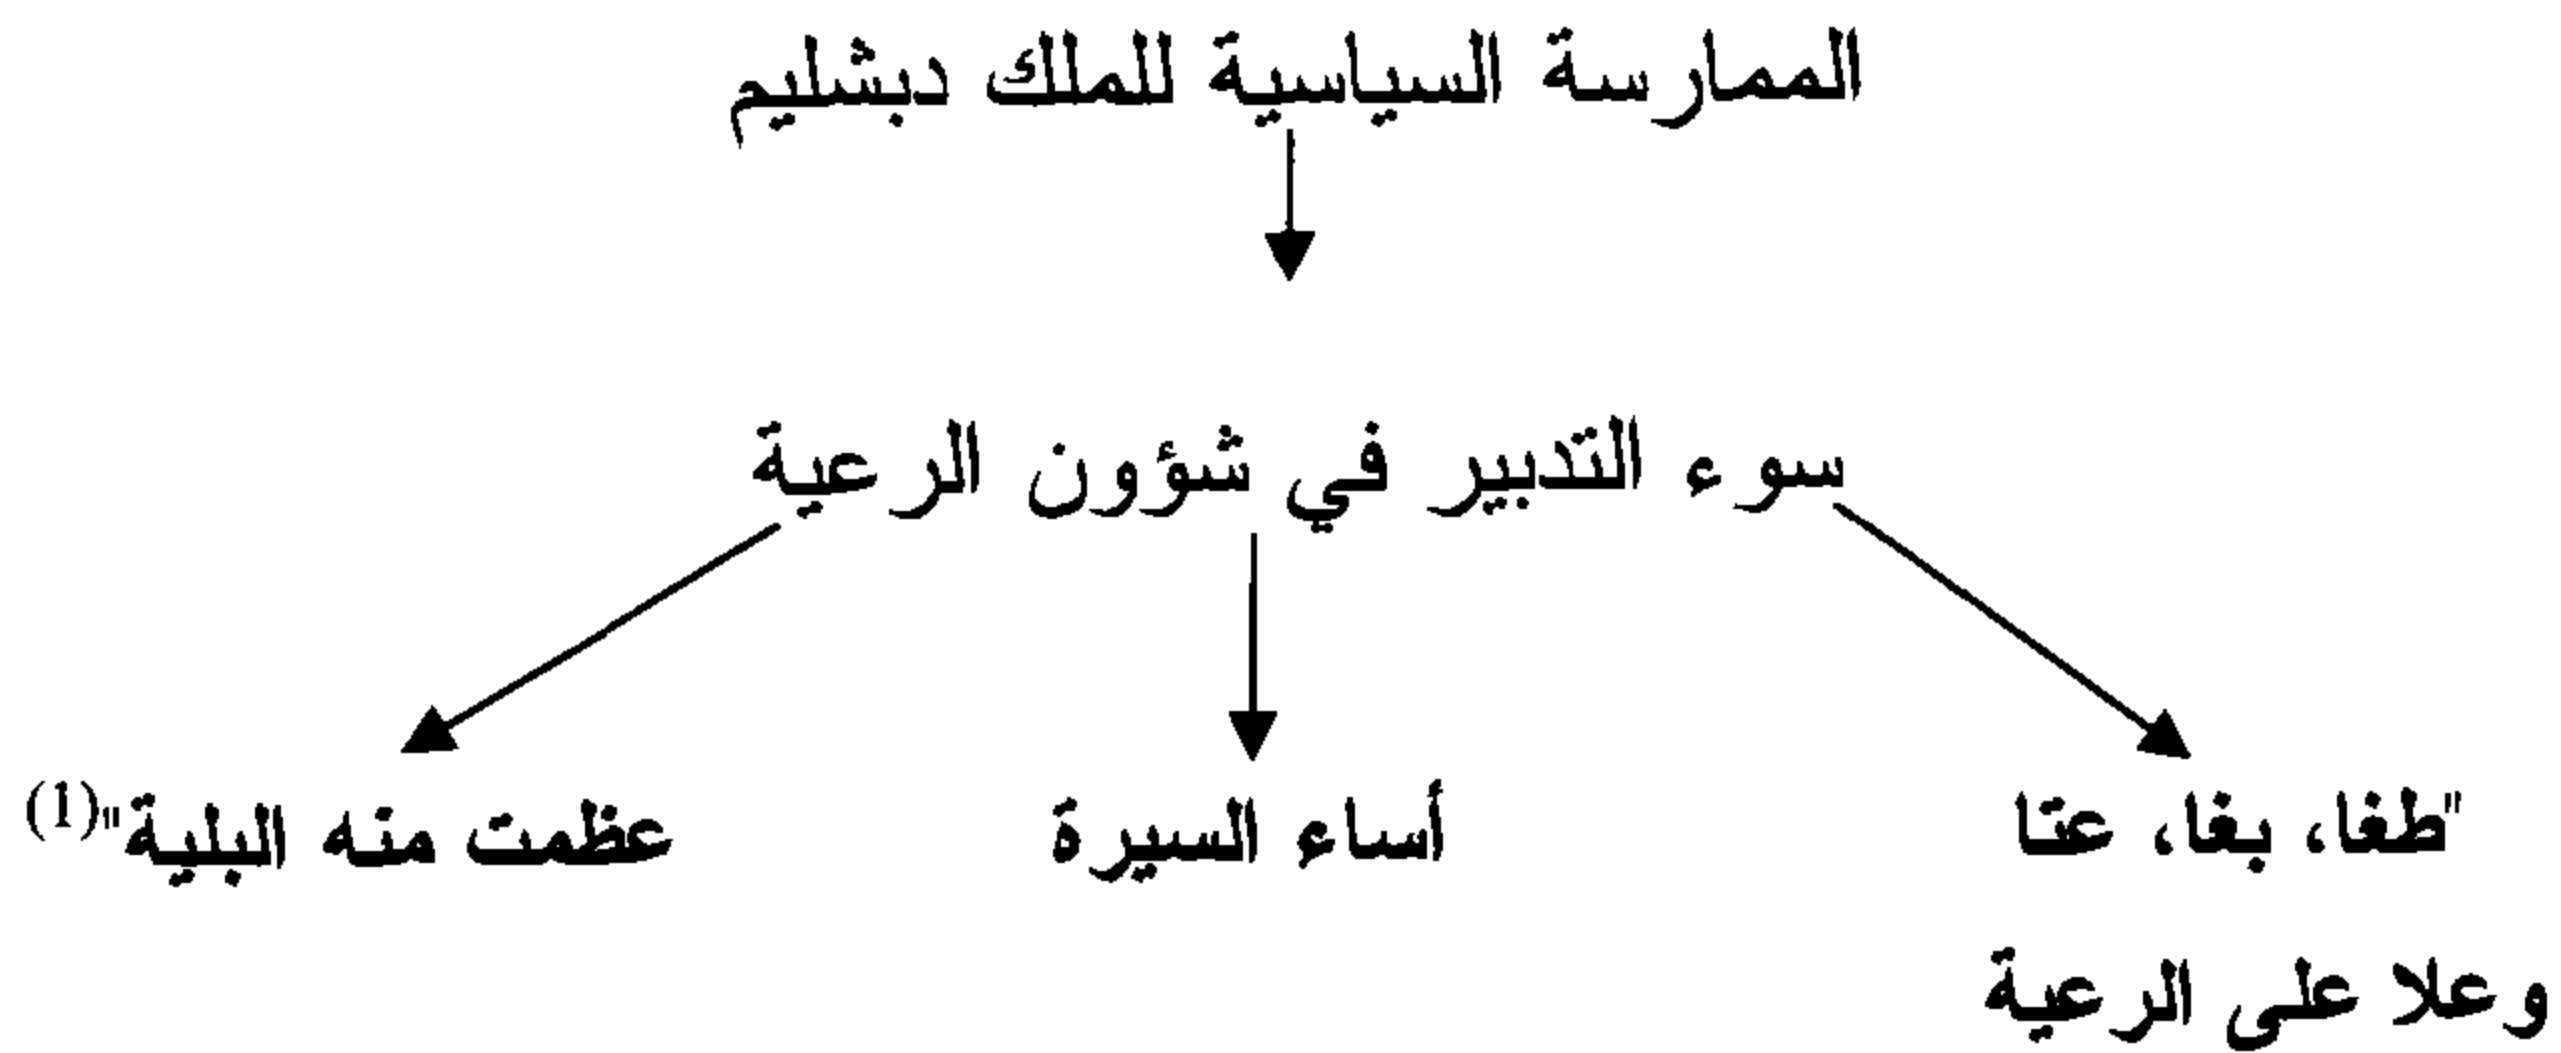 الممارسة السياسية للملك دبشليم
سوء التدبير في شؤون الرعية
"طغا، بغا، عتا
وعلا على الرعية
أساء السيرة
عظمت منه البلية"(1)